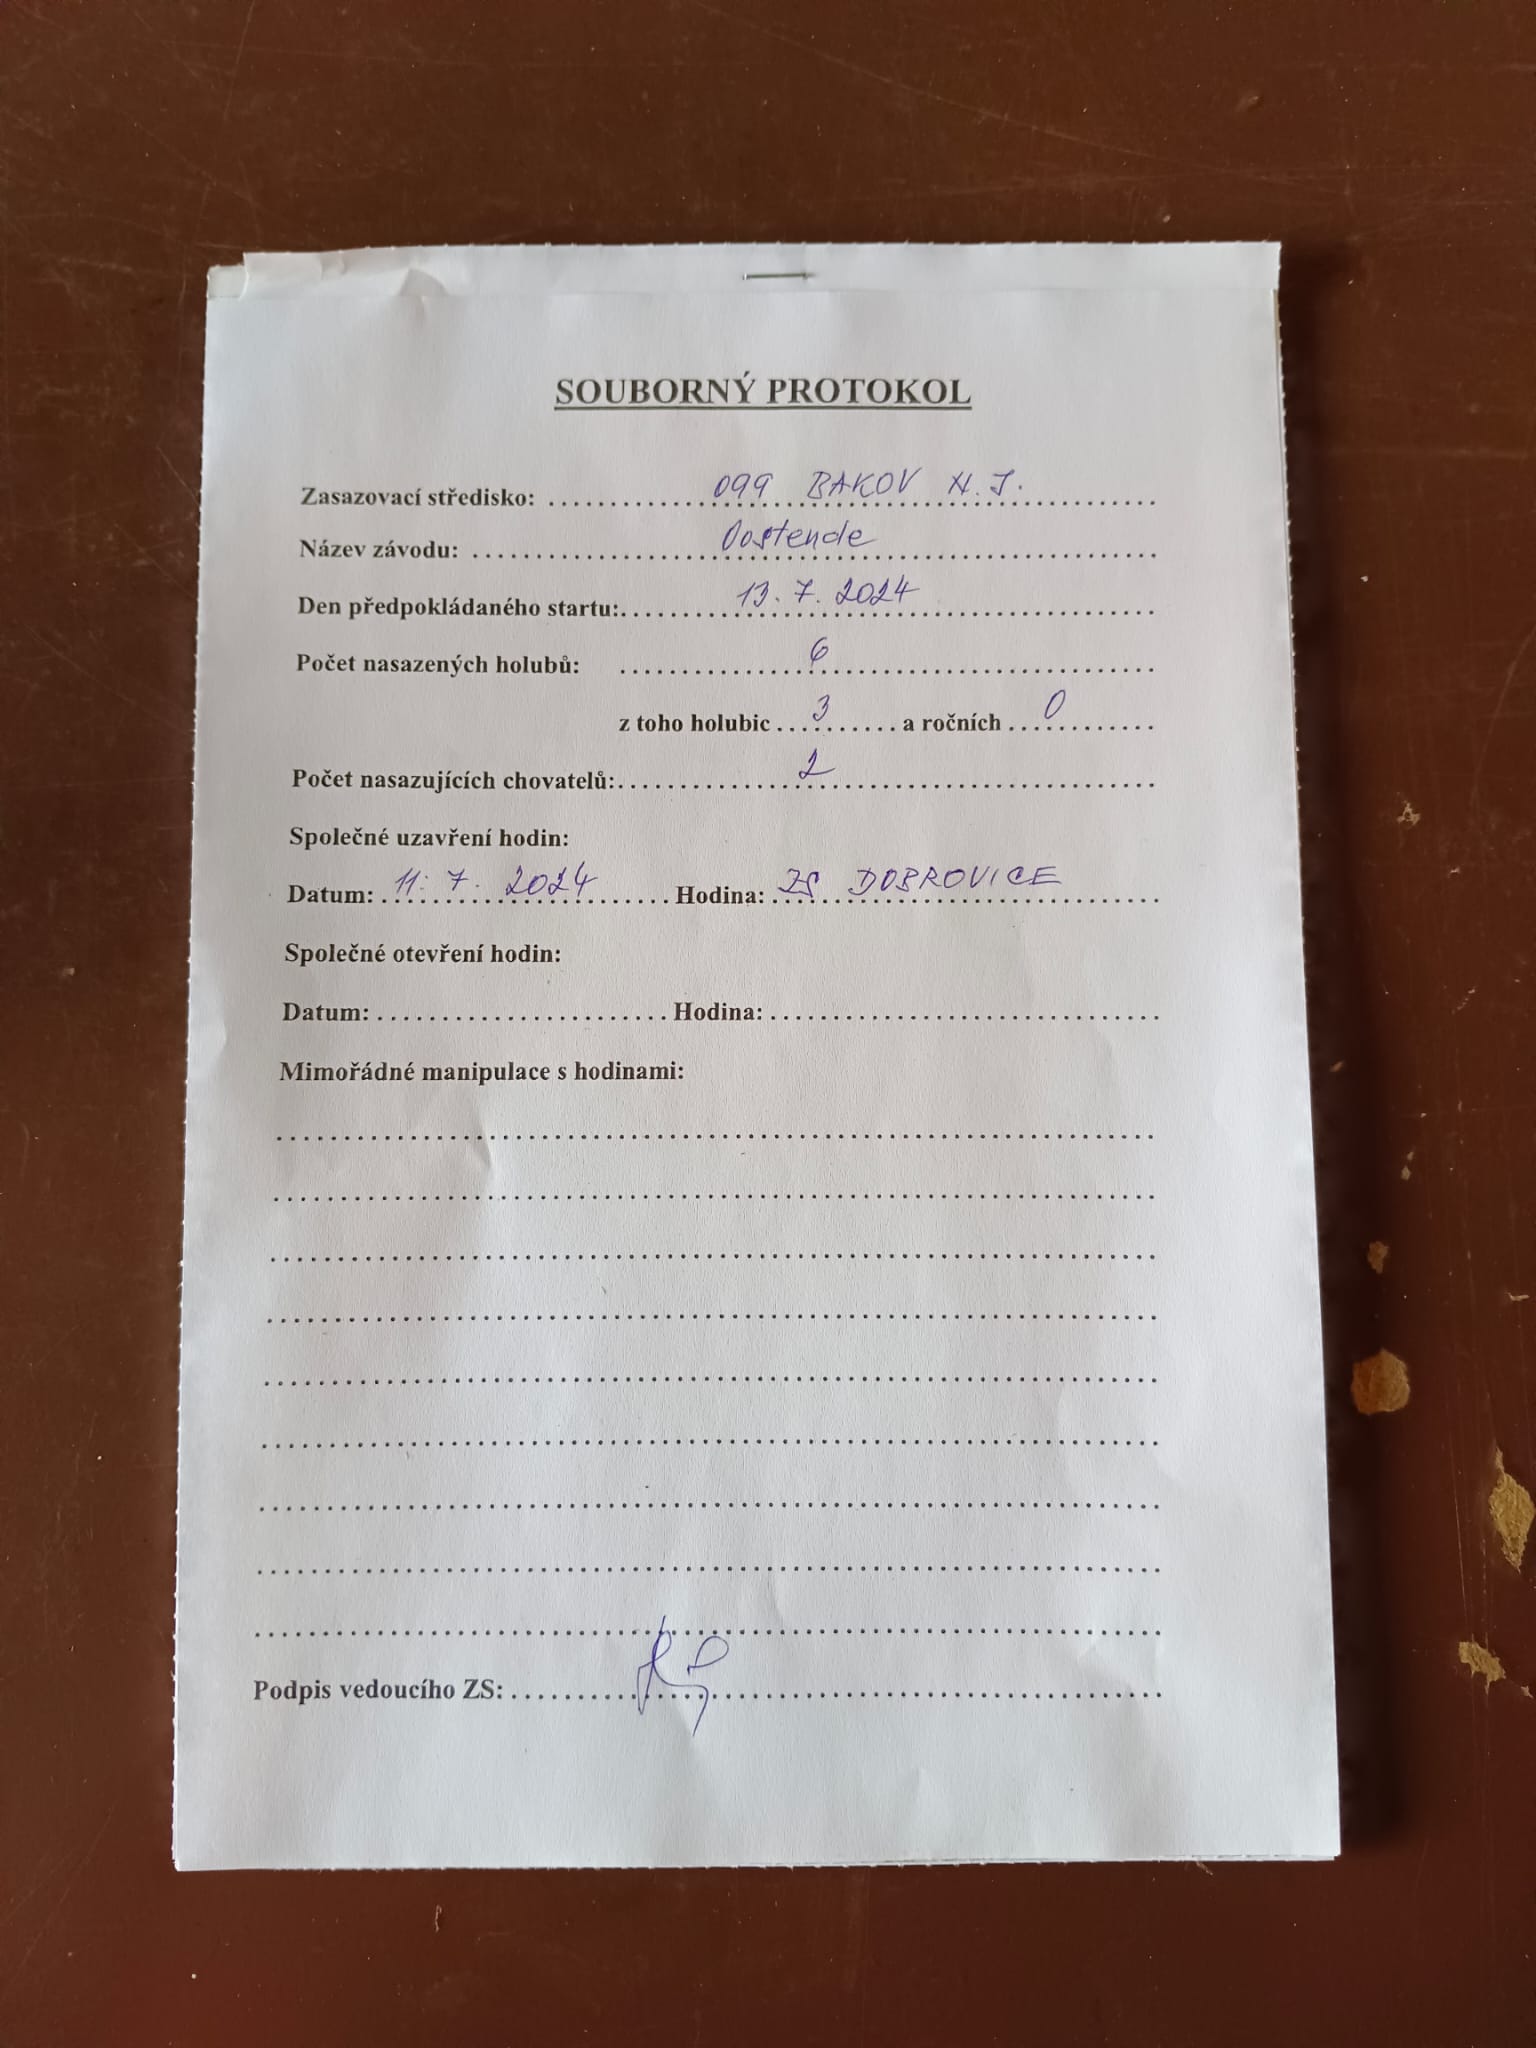 SOUBORNÝ PROTOKOL
Zasazovací středisko: 099 BAKOV N.J.
Název závodu: Oostende
Den předpokládaného startu: 13. 7. 2024
Počet nasazených holubů: 6
z toho holubic 3 a ročních 0
Počet nasazujících chovatelů: 2
Společné uzavření hodin:
Datum: 11. 7. 2024 Hodina: ZS DOBROVICE
Společné otevření hodin:
Datum: Hodina:
Mimořádné manipulace s hodinami:
Podpis vedoucího ZS: